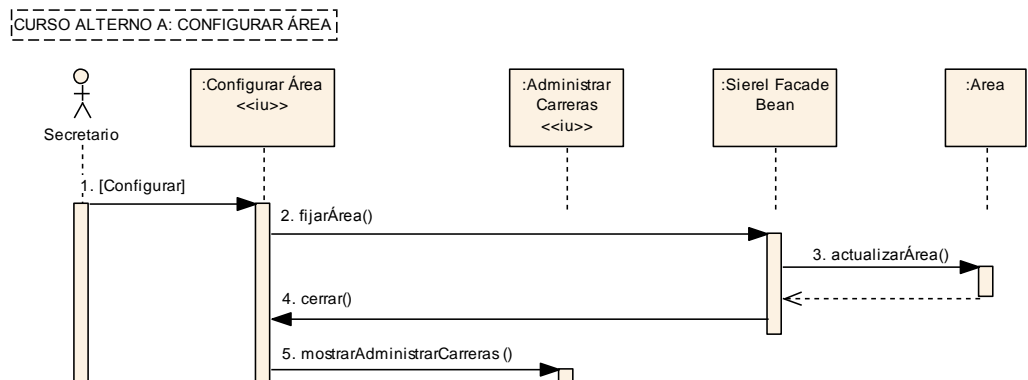 CURSO ALTERNO A: CONFIGURAR ÁREA
:Configurar Área
<<iu>>
:Administrar
Carreras
<<iu>>
:Sierel Facade
Bean
:Area
Secretario
1. [Configurar]
2. fijarÁrea()
3. actualizarÁrea()
4. cerrar()
5. mostrarAdministrarCarreras ()